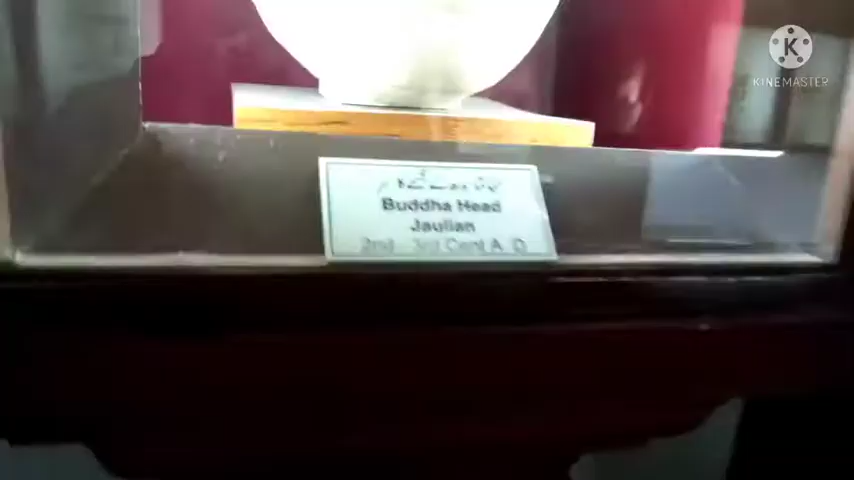 KINEMASTER
Buddha Head
Jaulian
2nd - 3rd Cent A. D